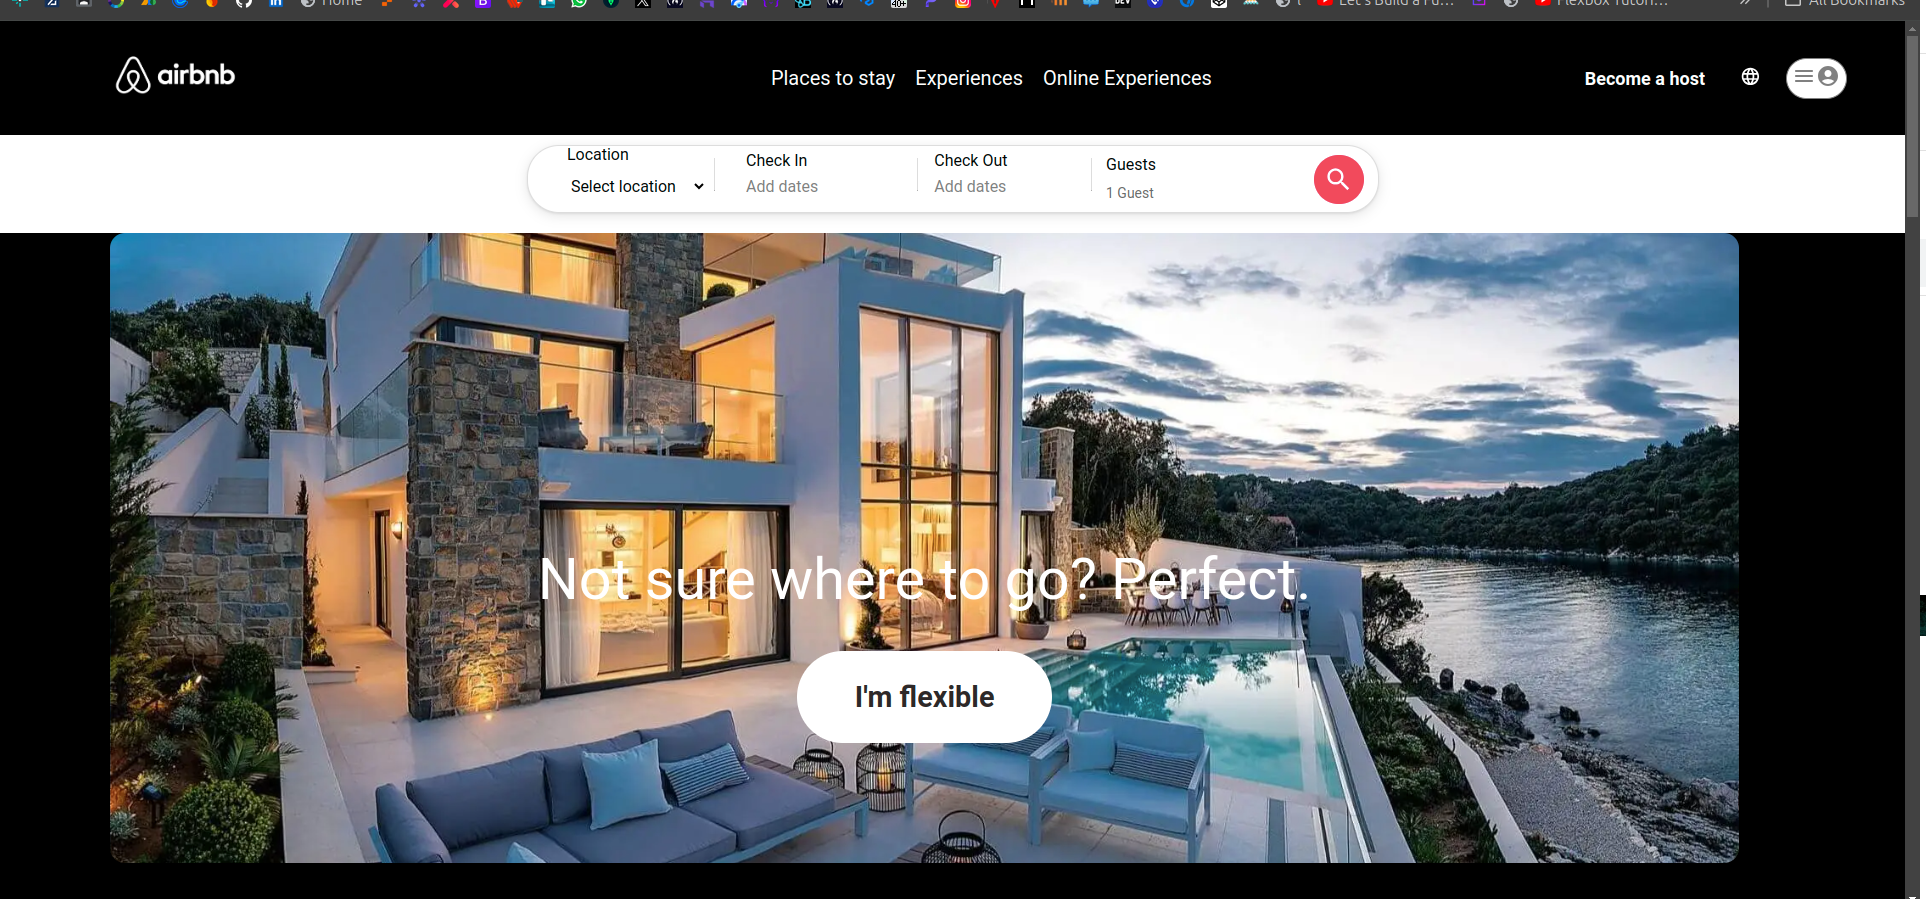 Home
Let's Build a Fu...
Flexbox Tutori...
All Bookmarks
airbnb
Places to stay Experiences Online Experiences
Become a host
Location
Select location
Check In
Add dates
Check Out
Add dates
Guests
1 Guest
Not sure where to go? Perfect.
I'm flexible